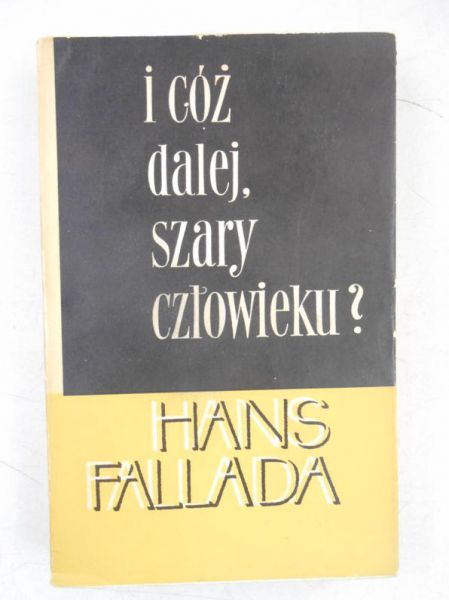 i cóż
dalej,
szary
człowieku?
HANS
FALLADA